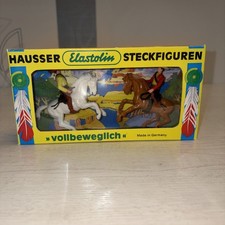 HAUSSER Elastolin STECKFIGUREN
"vollbeweglich"
Made in Germany